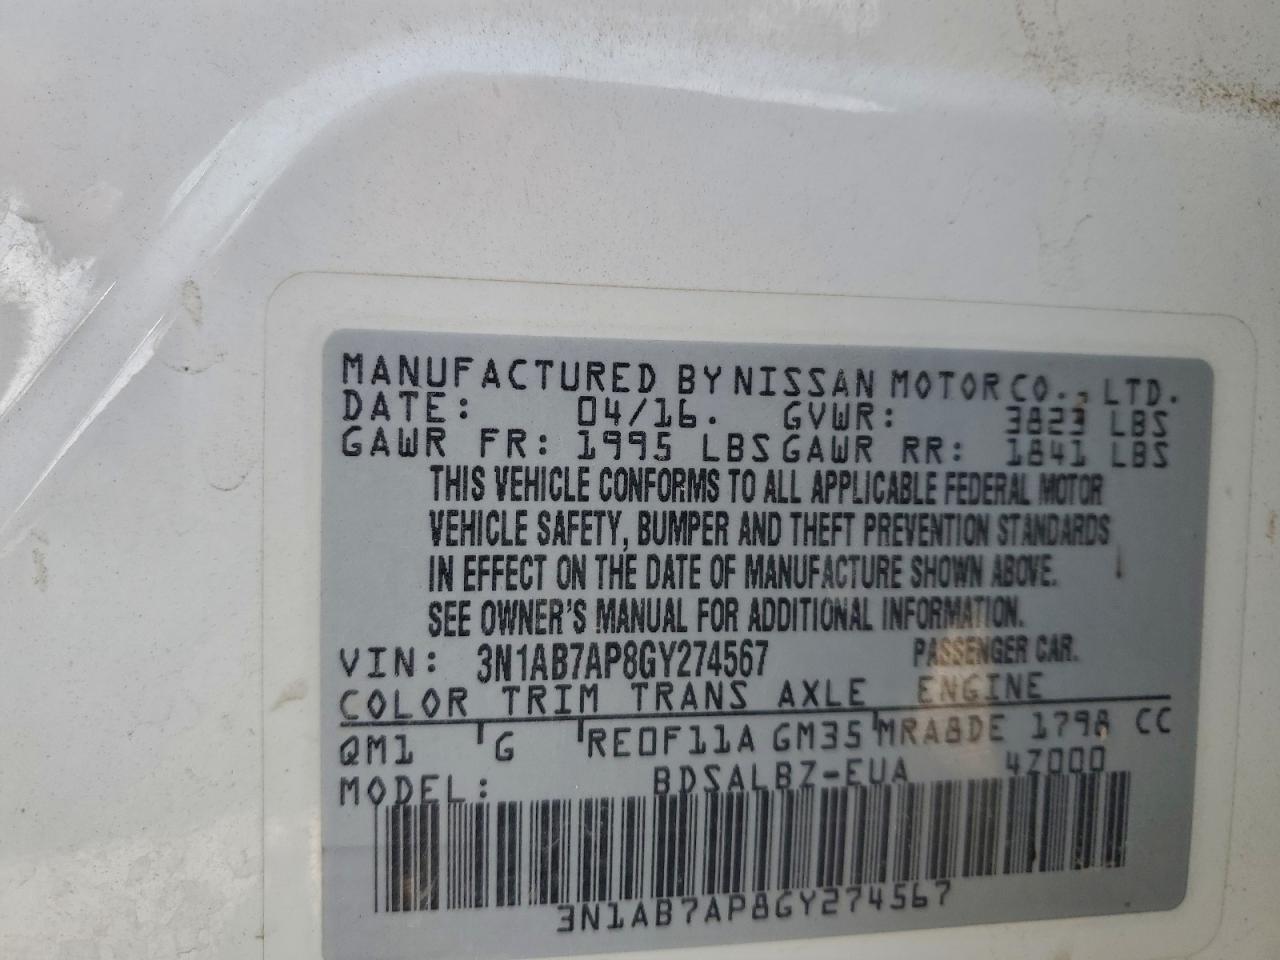 MANUFACTURED BY NISSAN MOTOR CO., LTD.
DATE: 04/16. GVWR: 3823 LBS
GAWR FR: 1995 LBS GAWR RR: 1841 LBS
THIS VEHICLE CONFORMS TO ALL APPLICABLE FEDERAL MOTOR
VEHICLE SAFETY, BUMPER AND THEFT PREVENTION STANDARDS
IN EFFECT ON THE DATE OF MANUFACTURE SHOWN ABOVE.
SEE OWNER'S MANUAL FOR ADDITIONAL INFORMATION.
VIN: 3N1AB7AP8GY274567 PASSENGER CAR.
COLOR TRIM TRANS AXLE ENGINE
QM1 G RE0F11A GM35 MRA8DE 1798 CC
MODEL: BDSALBZ-EUA 4Z000
3N1AB7AP8GY274567